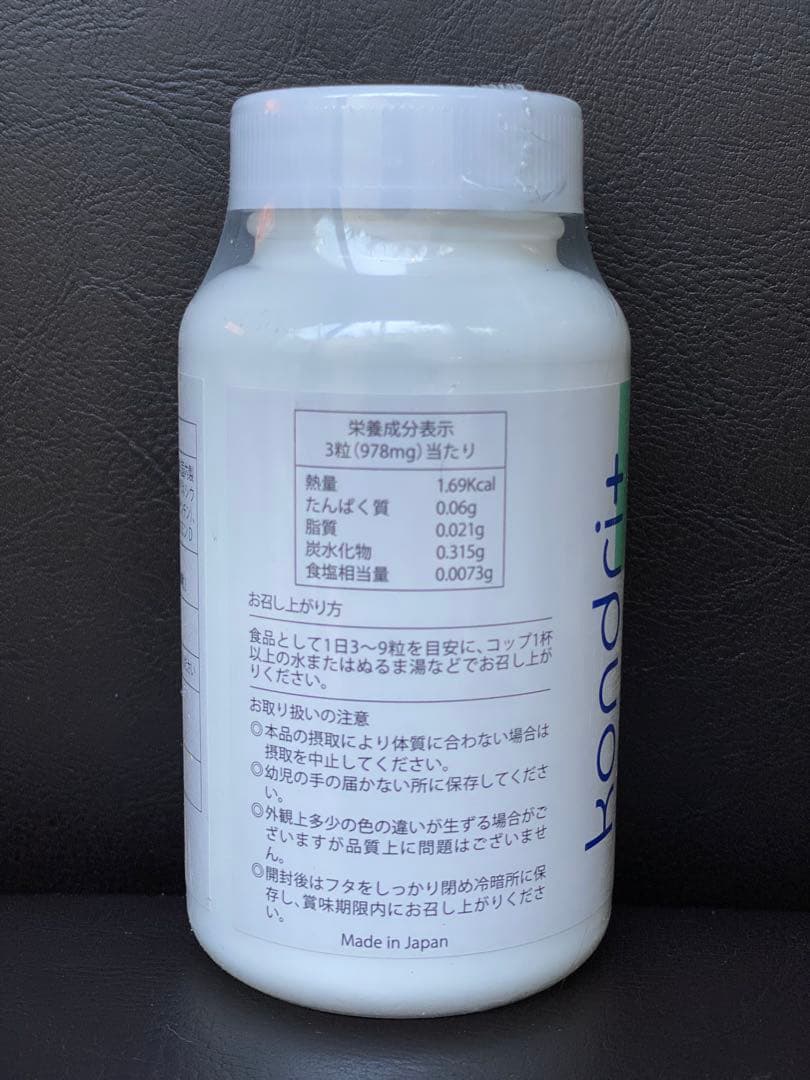 栄養成分表示
3粒(978mg)当たり
熱量 1.69Kcal
たんぱく質 0.06g
脂質 0.021g
炭水化物 0.315g
食塩相当量 0.0073g
お召し上がり方
食品として1日3〜9粒を目安に、コップ1杯
以上の水またはぬるま湯などでお召し上が
りください。
お取り扱いの注意
◎本品の摂取により体質に合わない場合は
摂取を中止してください。
◎幼児の手の届かない所に保存してくださ
い。
◎外観上多少の色の違いが生ずる場合がご
ざいますが品質上に問題はございませ
ん。
◎開封後はフタをしっかり閉め冷暗所に保
存し、賞味期限内にお召し上がりくださ
い。
Made in Japan
kondri+